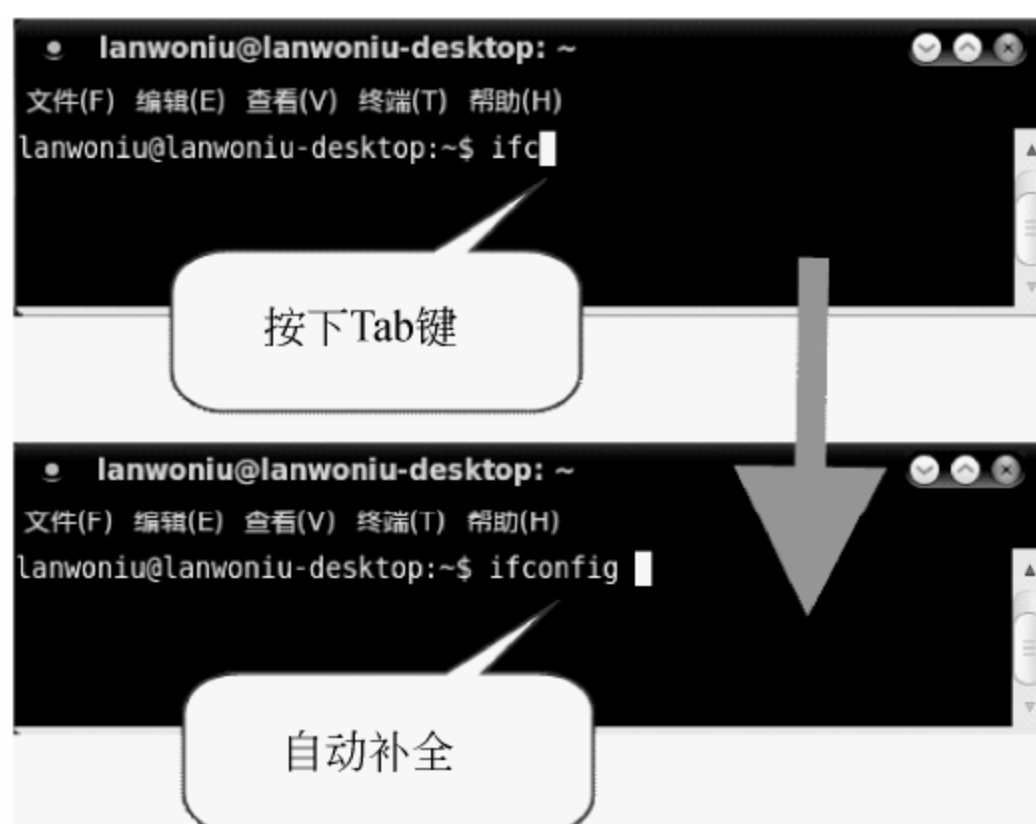 lanwoniu@lanwoniu-desktop: ~
文件(F) 编辑(E) 查看(V) 终端(T) 帮助(H)
lanwoniu@lanwoniu-desktop:~$ ifc
按下Tab键
lanwoniu@lanwoniu-desktop: ~
文件(F) 编辑(E) 查看(V) 终端(T) 帮助(H)
lanwoniu@lanwoniu-desktop:~$ ifconfig
自动补全